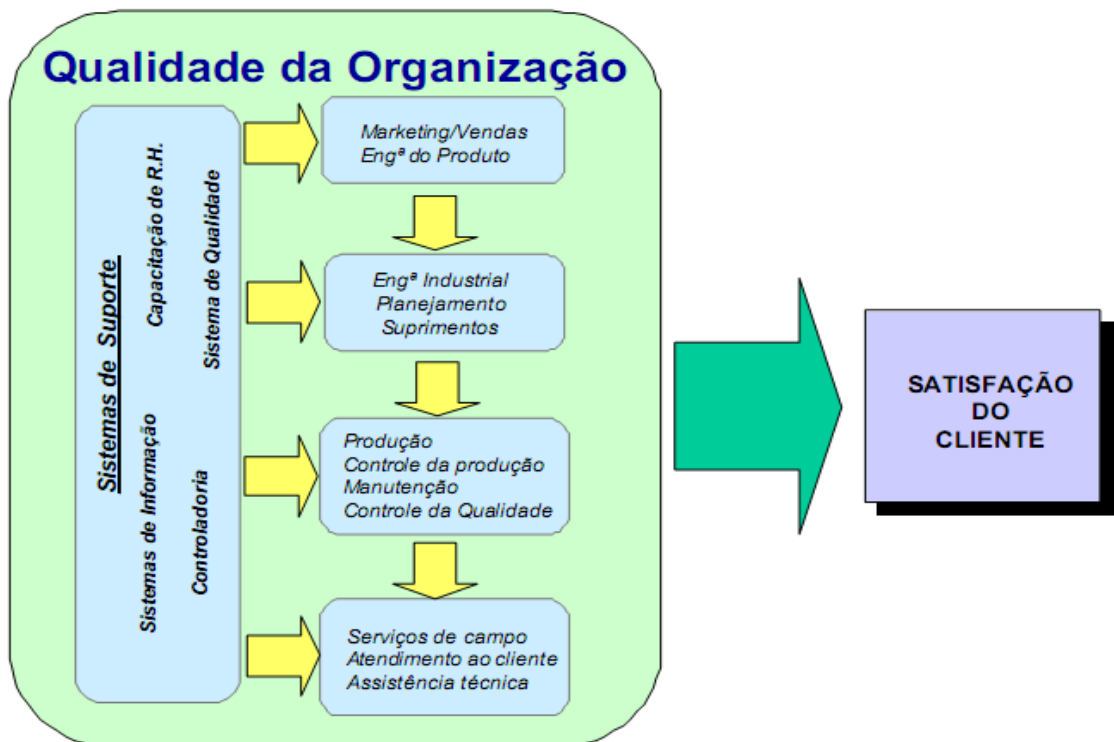 Qualidade da Organização
Sistemas de Suporte
Capacitação de R.H.
Sistema de Qualidade
Sistemas de Informação
Controladoria
Marketing/Vendas
Engª do Produto
Engª Industrial
Planejamento
Suprimentos
Produção
Controle da produção
Manutenção
Controle da Qualidade
Serviços de campo
Atendimento ao cliente
Assistência técnica
SATISFAÇÃO
DO
CLIENTE